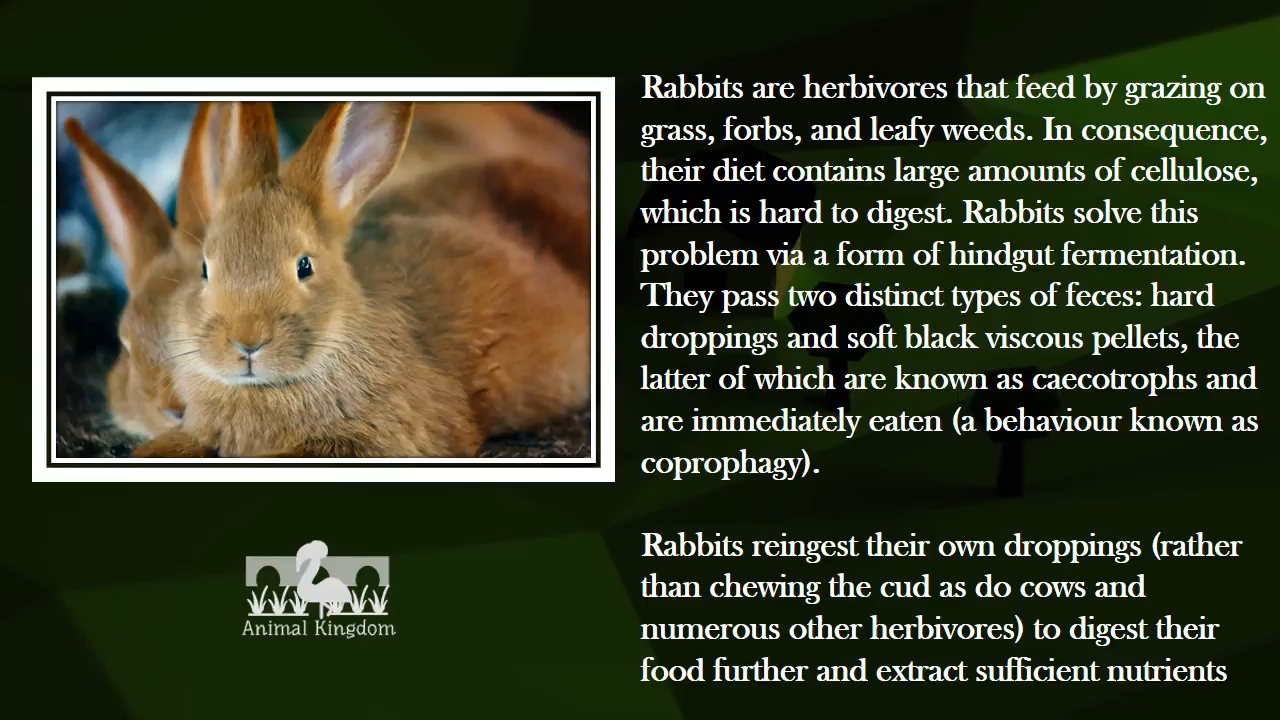 Rabbits are herbivores that feed by grazing on
grass, forbs, and leafy weeds. In consequence,
their diet contains large amounts of cellulose,
which is hard to digest. Rabbits solve this
problem via a form of hindgut fermentation.
They pass two distinct types of feces: hard
droppings and soft black viscous pellets, the
latter of which are known as caecotrophs and
are immediately eaten (a behaviour known as
coprophagy).
Rabbits reingest their own droppings (rather
than chewing the cud as do cows and
numerous other herbivores) to digest their
food further and extract sufficient nutrients
Animal Kingdom